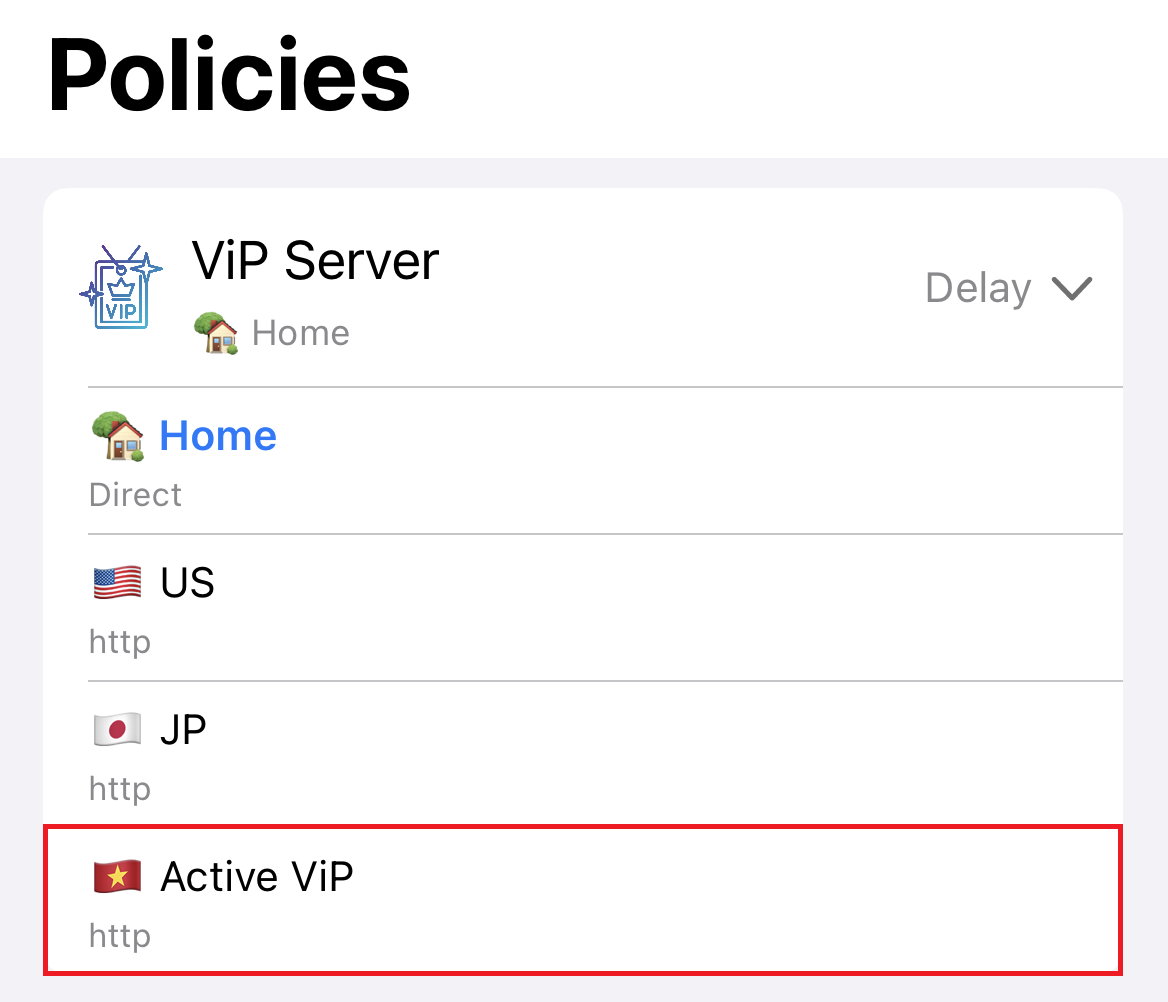 Policies
ViP Server
Delay
VIP
Home
Home
Direct
US
http
JP
http
Active ViP
http